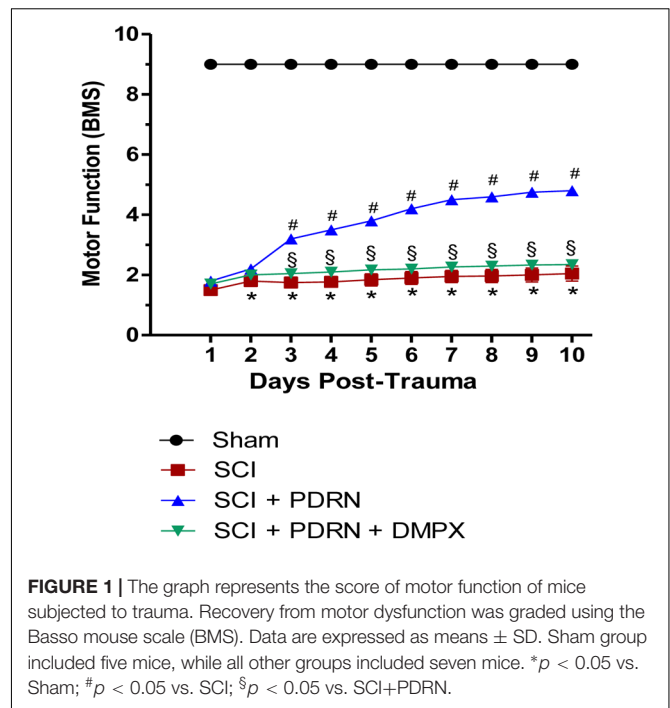 10
8
6
4
2
0
Motor Function (BMS)
# # # # # # # #
§ § § § § § § §
* * * * * * * * *
1 2 3 4 5 6 7 8 9 10
Days Post-Trauma
Sham
SCI
SCI + PDRN
SCI + PDRN + DMPX
FIGURE 1 | The graph represents the score of motor function of mice
subjected to trauma. Recovery from motor dysfunction was graded using the
Basso mouse scale (BMS). Data are expressed as means ± SD. Sham group
included five mice, while all other groups included seven mice. *p < 0.05 vs.
Sham; #p < 0.05 vs. SCI; §p < 0.05 vs. SCI+PDRN.